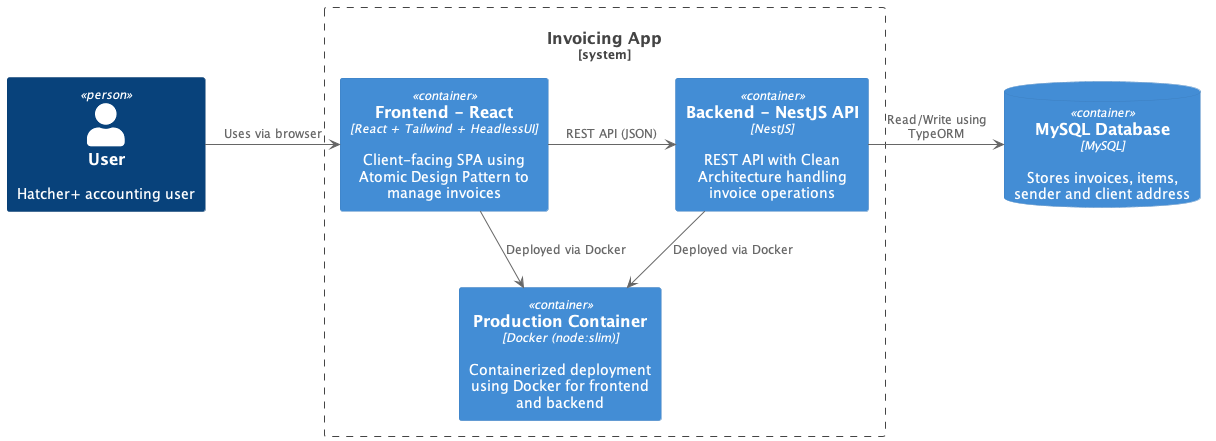 Invoicing App
[system]
«person»
User
Hatcher+ accounting user
Uses via browser
«container»
Frontend - React
[React + Tailwind + HeadlessUI]
Client-facing SPA using
Atomic Design Pattern to
manage invoices
REST API (JSON)
«container»
Backend - NestJS API
[NestJS]
REST API with Clean
Architecture handling
invoice operations
Read/Write using
TypeORM
«container»
MySQL Database
[MySQL]
Stores invoices, items,
sender and client address
Deployed via Docker
Deployed via Docker
«container»
Production Container
[Docker (node:slim)]
Containerized deployment
using Docker for frontend
and backend